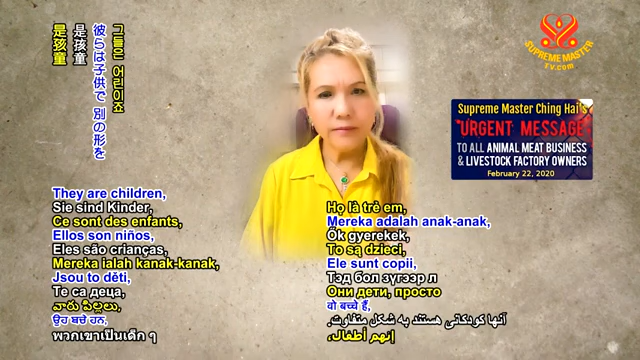 是孩童
是孩童
彼らは子供で 別の形を
그들은 어린이죠
SUPREME MASTER
TV.com
Supreme Master Ching Hai's
"URGENT MESSAGE"
TO ALL ANIMAL MEAT BUSINESS
& LIVESTOCK FACTORY OWNERS
February 22, 2020
They are children,
Sie sind Kinder,
Ce sont des enfants,
Ellos son niños,
Eles são crianças,
Mereka ialah kanak-kanak,
Jsou to děti,
Те са деца,
వారు పిల్లలు,
ਉਹ ਬਚੇ ਹਨ,
พวกเขาเป็นเด็ก ๆ
Họ là trẻ em,
Mereka adalah anak-anak,
Ők gyerekek,
To są dzieci,
Ele sunt copii,
Тэд бол зүгээр л
Они дети, просто
वो बच्चे हैं,
آنها کودکانی هستند به شکل متفاوت.
إنهم أطفال،